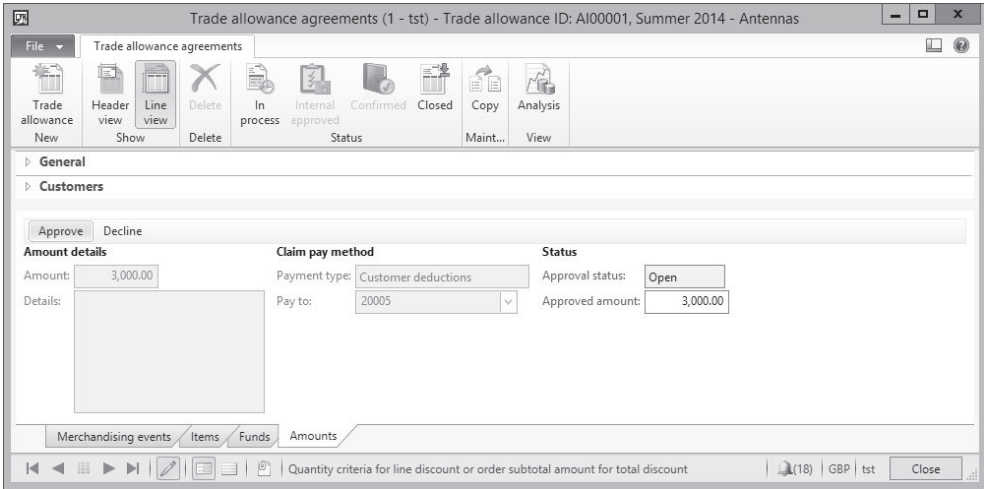 Trade allowance agreements (1 - tst) - Trade allowance ID: AI00001, Summer 2014 - Antennas
File
Trade allowance agreements
Trade allowance
Header view
Line view
Delete
In process
Internal approved
Confirmed
Closed
Copy
Analysis
New
Show
Delete
Status
Maint...
View
General
Customers
Approve
Decline
Amount details
Claim pay method
Status
Amount: 3,000.00
Payment type: Customer deductions
Approval status: Open
Details:
Pay to: 20005
Approved amount: 3,000.00
Merchandising events
Items
Funds
Amounts
Quantity criteria for line discount or order subtotal amount for total discount
(18)
GBP
tst
Close